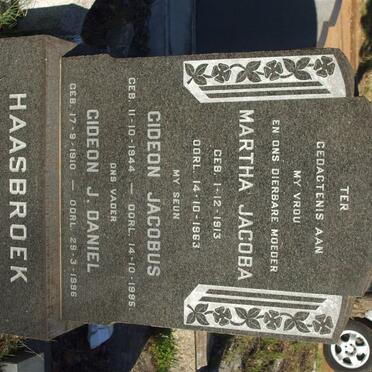 TER
GEDAGTENIS AAN
MY VROU
EN ONS DIERBARE MOEDER
MARTHA JACOBA
GEB. 1-12-1913
OORL. 14-10-1963
MY SEUN
GIDEON JACOBUS
GEB. 11-10-1944 — OORL. 14-10-1985
ONS VADER
GIDEON J. DANIEL
GEB. 17-9-1910 — OORL. 29-3-1996
HAASBROEK